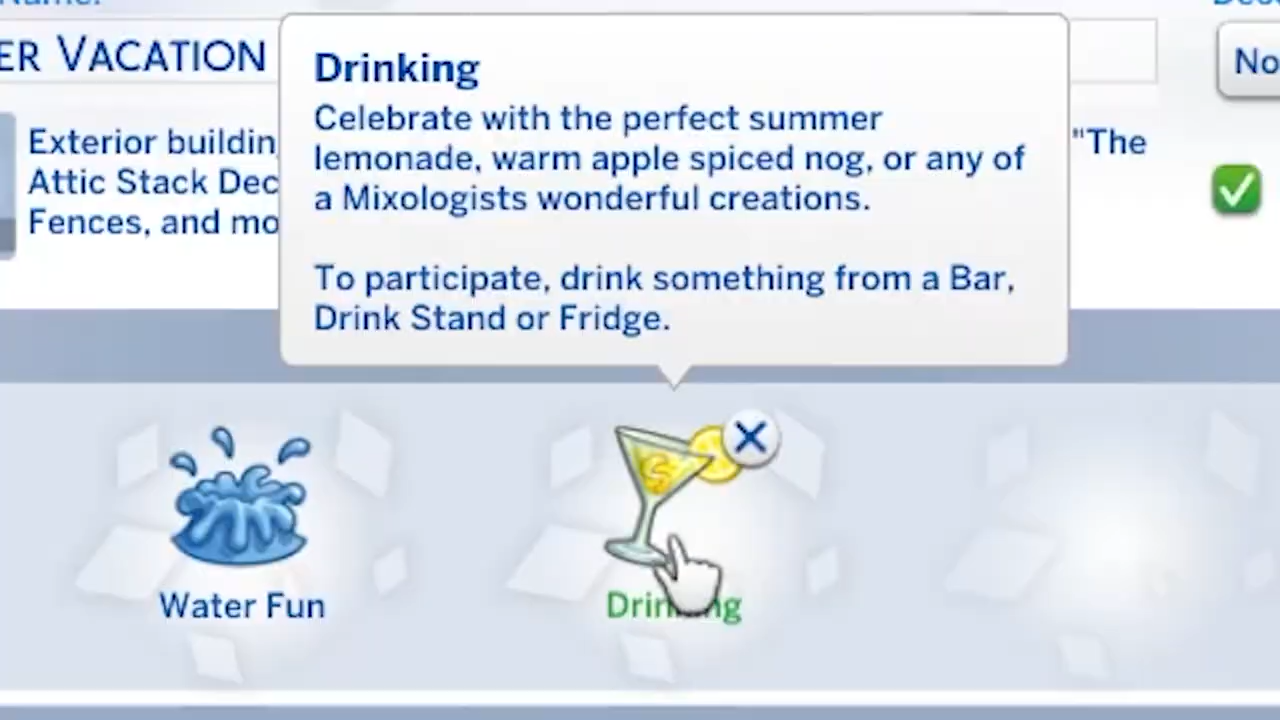 ER VACATION
No
Drinking
Celebrate with the perfect summer
lemonade, warm apple spiced nog, or any of
a Mixologists wonderful creations.
To participate, drink something from a Bar,
Drink Stand or Fridge.
Exterior buildin
"The
Attic Stack Dec
Fences, and mo
Water Fun
Drinking